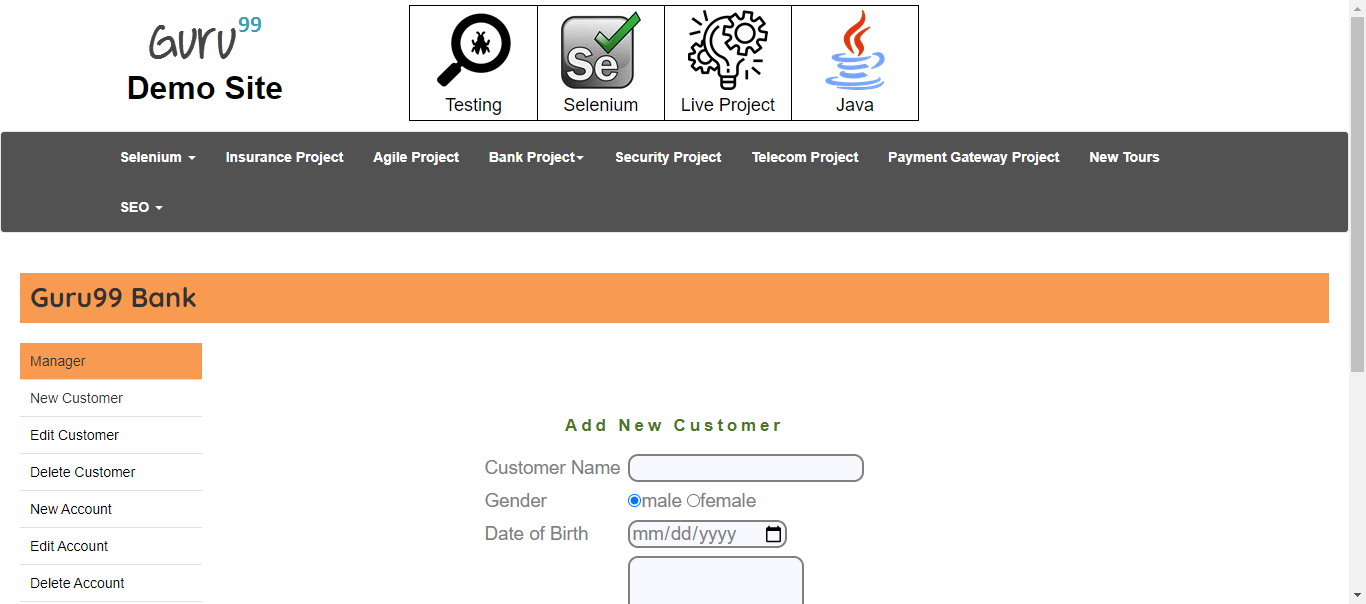 Guru99
Demo Site
Testing
Se
Selenium
Live Project
Java
Selenium
Insurance Project
Agile Project
Bank Project
Security Project
Telecom Project
Payment Gateway Project
New Tours
SEO
Guru99 Bank
Manager
New Customer
Edit Customer
Delete Customer
New Account
Edit Account
Delete Account
Add New Customer
Customer Name
Gender male female
Date of Birth mm/dd/yyyy